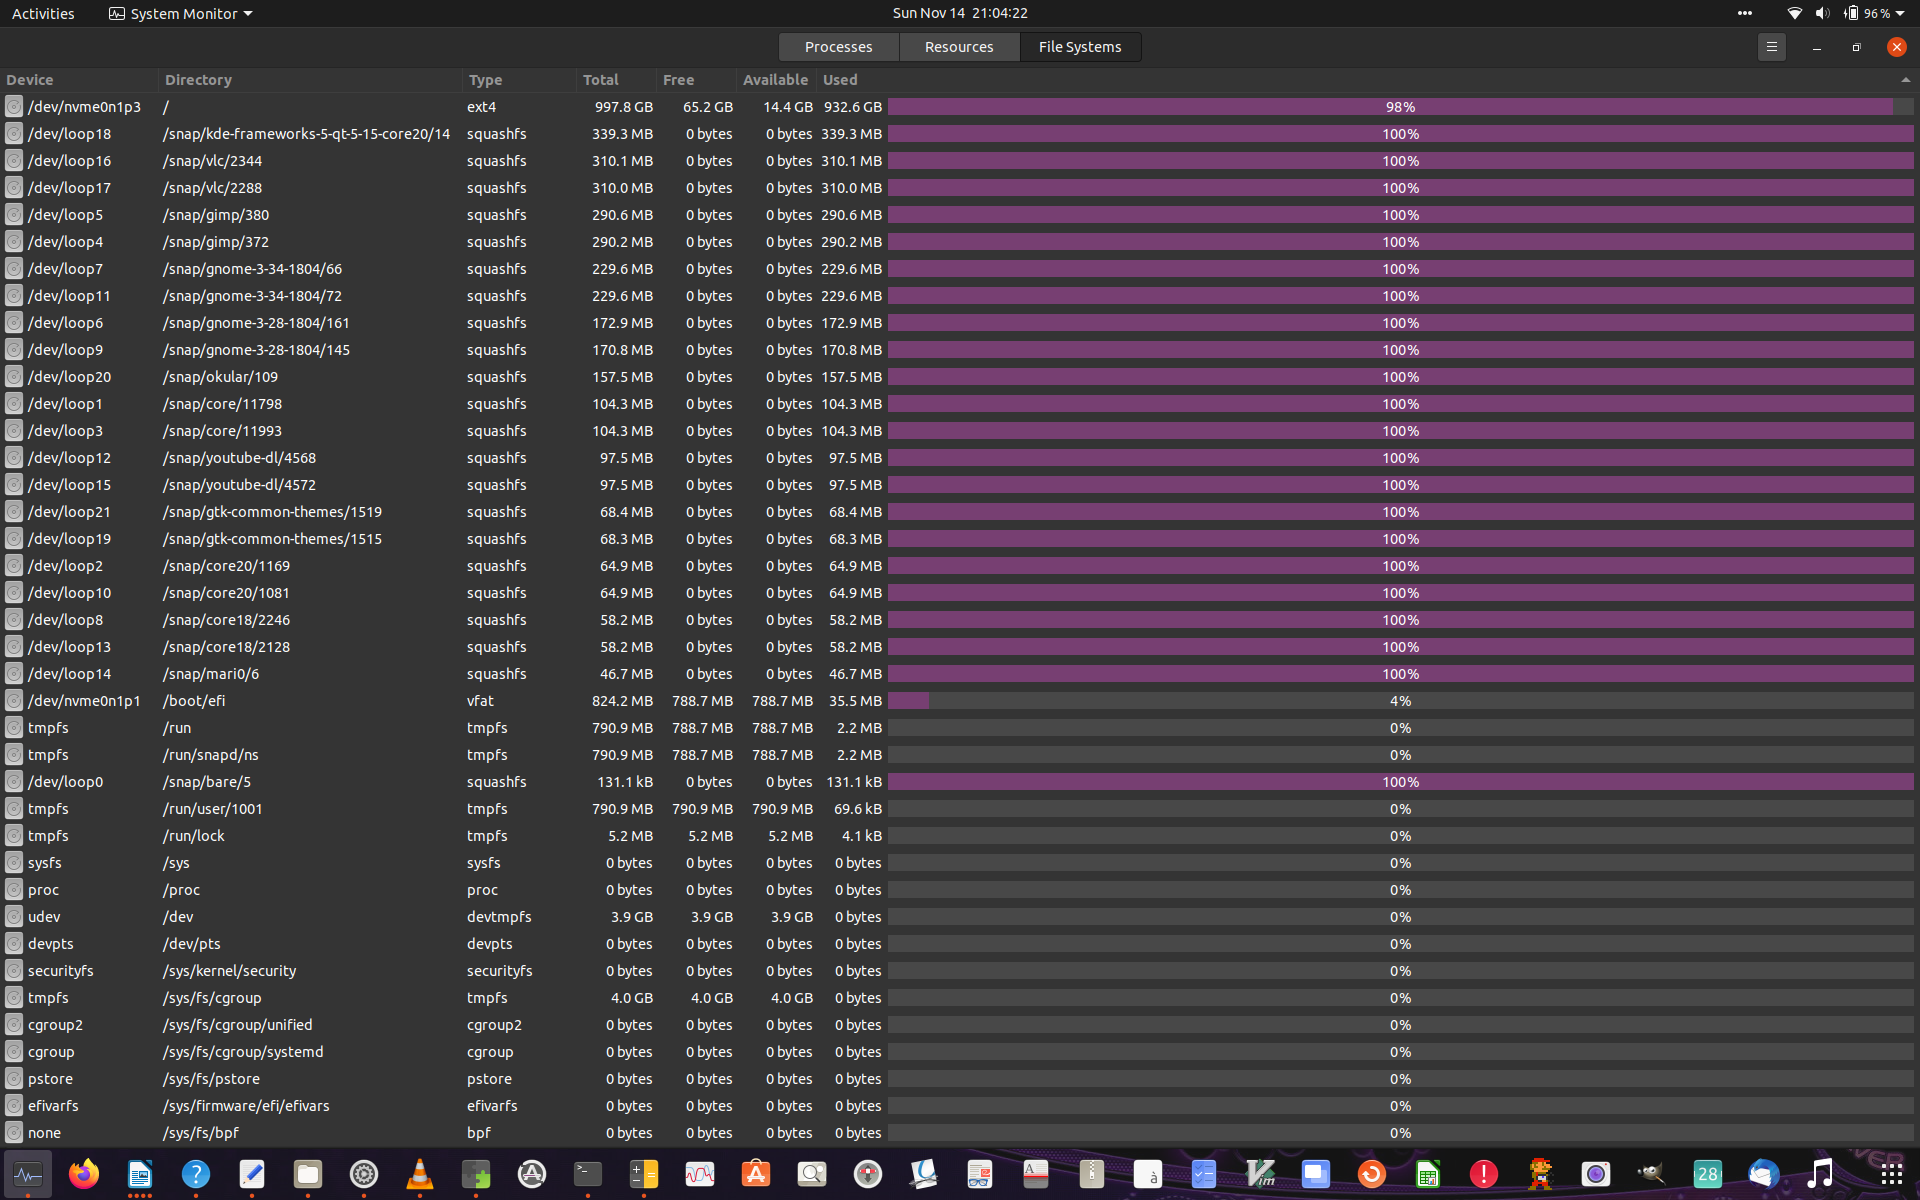 Activities System Monitor Sun Nov 14 21:04:22 96%
Processes Resources File Systems
Device Directory Type Total Free Available Used
/dev/nvme0n1p3 / ext4 997.8 GB 65.2 GB 14.4 GB 932.6 GB 98%
/dev/loop18 /snap/kde-frameworks-5-qt-5-15-core20/14 squashfs 339.3 MB 0 bytes 0 bytes 339.3 MB 100%
/dev/loop16 /snap/vlc/2344 squashfs 310.1 MB 0 bytes 0 bytes 310.1 MB 100%
/dev/loop17 /snap/vlc/2288 squashfs 310.0 MB 0 bytes 0 bytes 310.0 MB 100%
/dev/loop5 /snap/gimp/380 squashfs 290.6 MB 0 bytes 0 bytes 290.6 MB 100%
/dev/loop4 /snap/gimp/372 squashfs 290.2 MB 0 bytes 0 bytes 290.2 MB 100%
/dev/loop7 /snap/gnome-3-34-1804/66 squashfs 229.6 MB 0 bytes 0 bytes 229.6 MB 100%
/dev/loop11 /snap/gnome-3-34-1804/72 squashfs 229.6 MB 0 bytes 0 bytes 229.6 MB 100%
/dev/loop6 /snap/gnome-3-28-1804/161 squashfs 172.9 MB 0 bytes 0 bytes 172.9 MB 100%
/dev/loop9 /snap/gnome-3-28-1804/145 squashfs 170.8 MB 0 bytes 0 bytes 170.8 MB 100%
/dev/loop20 /snap/okular/109 squashfs 157.5 MB 0 bytes 0 bytes 157.5 MB 100%
/dev/loop1 /snap/core/11798 squashfs 104.3 MB 0 bytes 0 bytes 104.3 MB 100%
/dev/loop3 /snap/core/11993 squashfs 104.3 MB 0 bytes 0 bytes 104.3 MB 100%
/dev/loop12 /snap/youtube-dl/4568 squashfs 97.5 MB 0 bytes 0 bytes 97.5 MB 100%
/dev/loop15 /snap/youtube-dl/4572 squashfs 97.5 MB 0 bytes 0 bytes 97.5 MB 100%
/dev/loop21 /snap/gtk-common-themes/1519 squashfs 68.4 MB 0 bytes 0 bytes 68.4 MB 100%
/dev/loop19 /snap/gtk-common-themes/1515 squashfs 68.3 MB 0 bytes 0 bytes 68.3 MB 100%
/dev/loop2 /snap/core20/1169 squashfs 64.9 MB 0 bytes 0 bytes 64.9 MB 100%
/dev/loop10 /snap/core20/1081 squashfs 64.9 MB 0 bytes 0 bytes 64.9 MB 100%
/dev/loop8 /snap/core18/2246 squashfs 58.2 MB 0 bytes 0 bytes 58.2 MB 100%
/dev/loop13 /snap/core18/2128 squashfs 58.2 MB 0 bytes 0 bytes 58.2 MB 100%
/dev/loop14 /snap/mari0/6 squashfs 46.7 MB 0 bytes 0 bytes 46.7 MB 100%
/dev/nvme0n1p1 /boot/efi vfat 824.2 MB 788.7 MB 788.7 MB 35.5 MB 4%
tmpfs /run tmpfs 790.9 MB 788.7 MB 788.7 MB 2.2 MB 0%
tmpfs /run/snapd/ns tmpfs 790.9 MB 788.7 MB 788.7 MB 2.2 MB 0%
/dev/loop0 /snap/bare/5 squashfs 131.1 kB 0 bytes 0 bytes 131.1 kB 100%
tmpfs /run/user/1001 tmpfs 790.9 MB 790.9 MB 790.9 MB 69.6 kB 0%
tmpfs /run/lock tmpfs 5.2 MB 5.2 MB 5.2 MB 4.1 kB 0%
sysfs /sys sysfs 0 bytes 0 bytes 0 bytes 0 bytes 0%
proc /proc proc 0 bytes 0 bytes 0 bytes 0 bytes 0%
udev /dev devtmpfs 3.9 GB 3.9 GB 3.9 GB 0 bytes 0%
devpts /dev/pts devpts 0 bytes 0 bytes 0 bytes 0 bytes 0%
securityfs /sys/kernel/security securityfs 0 bytes 0 bytes 0 bytes 0 bytes 0%
tmpfs /sys/fs/cgroup tmpfs 4.0 GB 4.0 GB 4.0 GB 0 bytes 0%
cgroup2 /sys/fs/cgroup/unified cgroup2 0 bytes 0 bytes 0 bytes 0 bytes 0%
cgroup /sys/fs/cgroup/systemd cgroup 0 bytes 0 bytes 0 bytes 0 bytes 0%
pstore /sys/fs/pstore pstore 0 bytes 0 bytes 0 bytes 0 bytes 0%
efivarfs /sys/firmware/efi/efivars efivarfs 0 bytes 0 bytes 0 bytes 0 bytes 0%
none /sys/fs/bpf bpf 0 bytes 0 bytes 0 bytes 0 bytes 0%
28